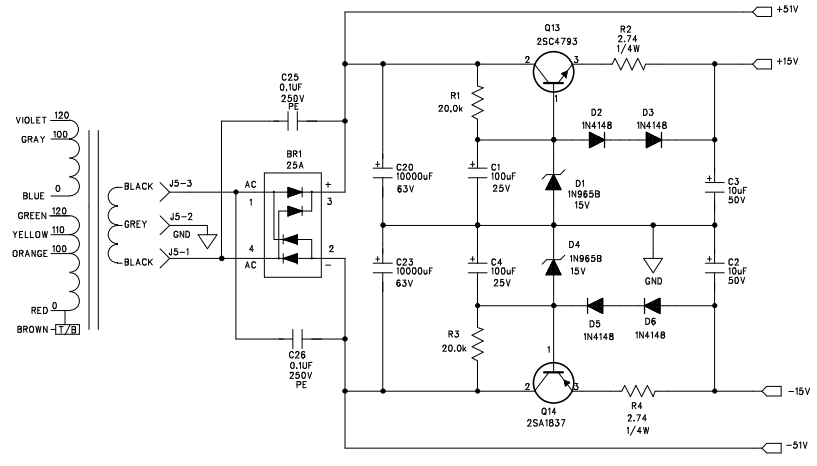 +51V
Q13
2SC4793
R2
2.74
1/4W
2
3
+15V
1
C25
0.1UF
250V
PE
R1
20.0k
D2
1N4148
D3
1N4148
VIOLET 120
GRAY 100
BLUE 0
GREEN 120
YELLOW 110
ORANGE 100
RED 0
BROWN T/B
BLACK J5-3
GREY J5-2
GND
BLACK J5-1
BR1
25A
AC
1
+
3
4
AC
2
-
+
C20
10000uF
63V
+
C1
100uF
25V
D1
1N965B
15V
+
C3
10uF
50V
+
C23
10000uF
63V
+
C4
100uF
25V
D4
1N965B
15V
GND
+
C2
10uF
50V
C26
0.1UF
250V
PE
R3
20.0k
D5
1N4148
D6
1N4148
1
2
3
Q14
2SA1837
R4
2.74
1/4W
-15V
-51V